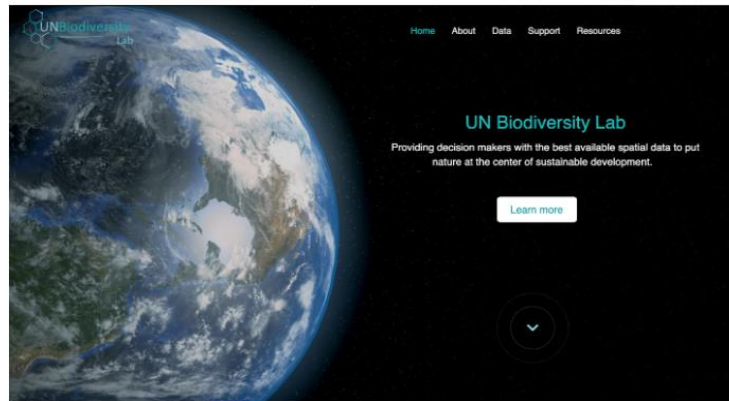 UNBiodiversity
Lab
Home About Data Support Resources
UN Biodiversity Lab
Providing decision makers with the best available spatial data to put
nature at the center of sustainable development.
Learn more